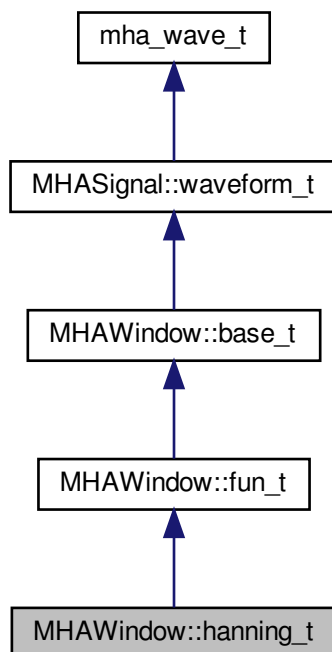 mha_wave_t
MHASignal::waveform_t
MHAWindow::base_t
MHAWindow::fun_t
MHAWindow::hanning_t